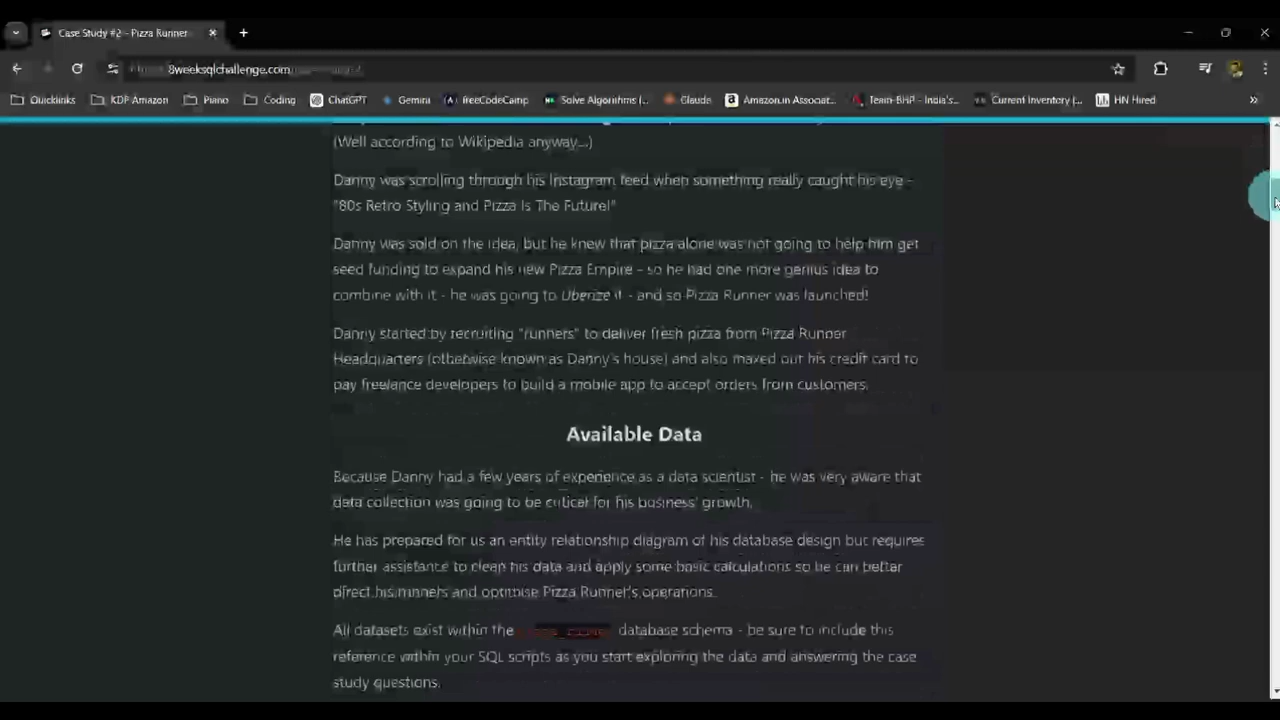 Case Study #2 - Pizza Runner
8weeksqlchallenge.com
Quicklinks KDP Amazon Piano Coding ChatGPT Gemini freeCodeCamp Solve Algorithms |... Claude Amazon.in Associat... Team-BHP - India's... Current Inventory |... HN Hired
(Well according to Wikipedia anyway...)
Danny was scrolling through his Instagram feed when something really caught his eye -
"80s Retro Styling and Pizza Is The Future!"
Danny was sold on the idea, but he knew that pizza alone was not going to help him get
seed funding to expand his new Pizza Empire - so he had one more genius idea to
combine with it - he was going to Uberize it - and so Pizza Runner was launched!
Danny started by recruiting "runners" to deliver fresh pizza from Pizza Runner
Headquarters (otherwise known as Danny's house) and also maxed out his credit card to
pay freelance developers to build a mobile app to accept orders from customers.
Available Data
Because Danny had a few years of experience as a data scientist - he was very aware that
data collection was going to be critical for his business' growth.
He has prepared for us an entity relationship diagram of his database design but requires
further assistance to clean his data and apply some basic calculations so he can better
direct his runners and optimise Pizza Runner's operations.
All datasets exist within the database schema - be sure to include this
reference within your SQL scripts as you start exploring the data and answering the case
study questions.